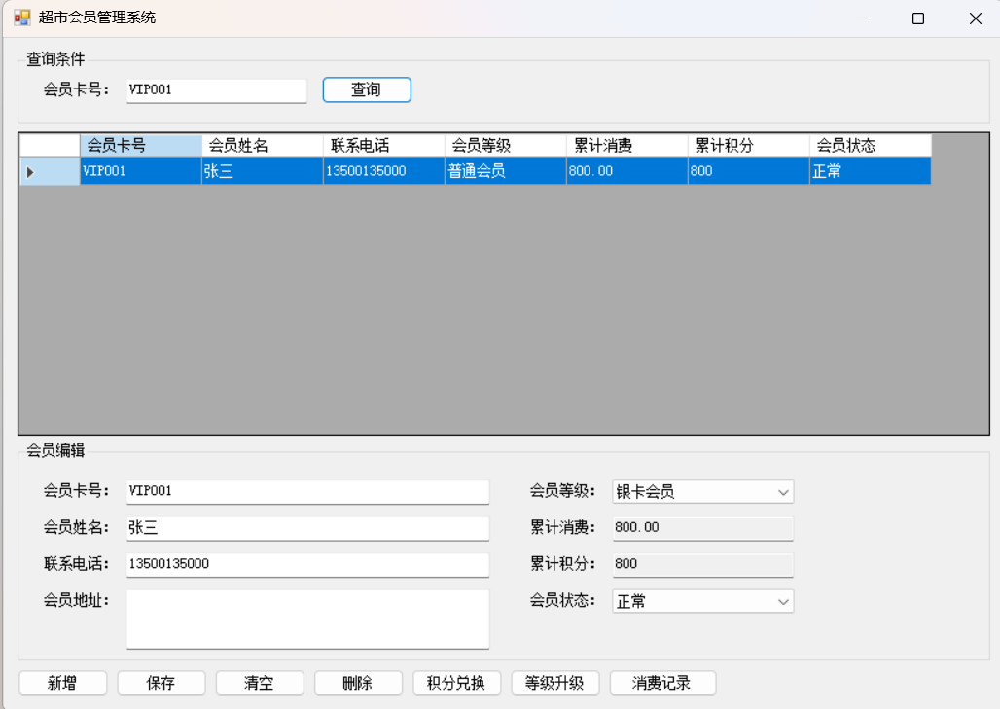 超市会员管理系统
查询条件
会员卡号： VIP001 查询
会员卡号 会员姓名 联系电话 会员等级 累计消费 累计积分 会员状态
VIP001 张三 13500135000 普通会员 800.00 800 正常
会员编辑
会员卡号： VIP001 会员等级： 银卡会员
会员姓名： 张三 累计消费： 800.00
联系电话： 13500135000 累计积分： 800
会员地址： 会员状态： 正常
新增 保存 清空 删除 积分兑换 等级升级 消费记录